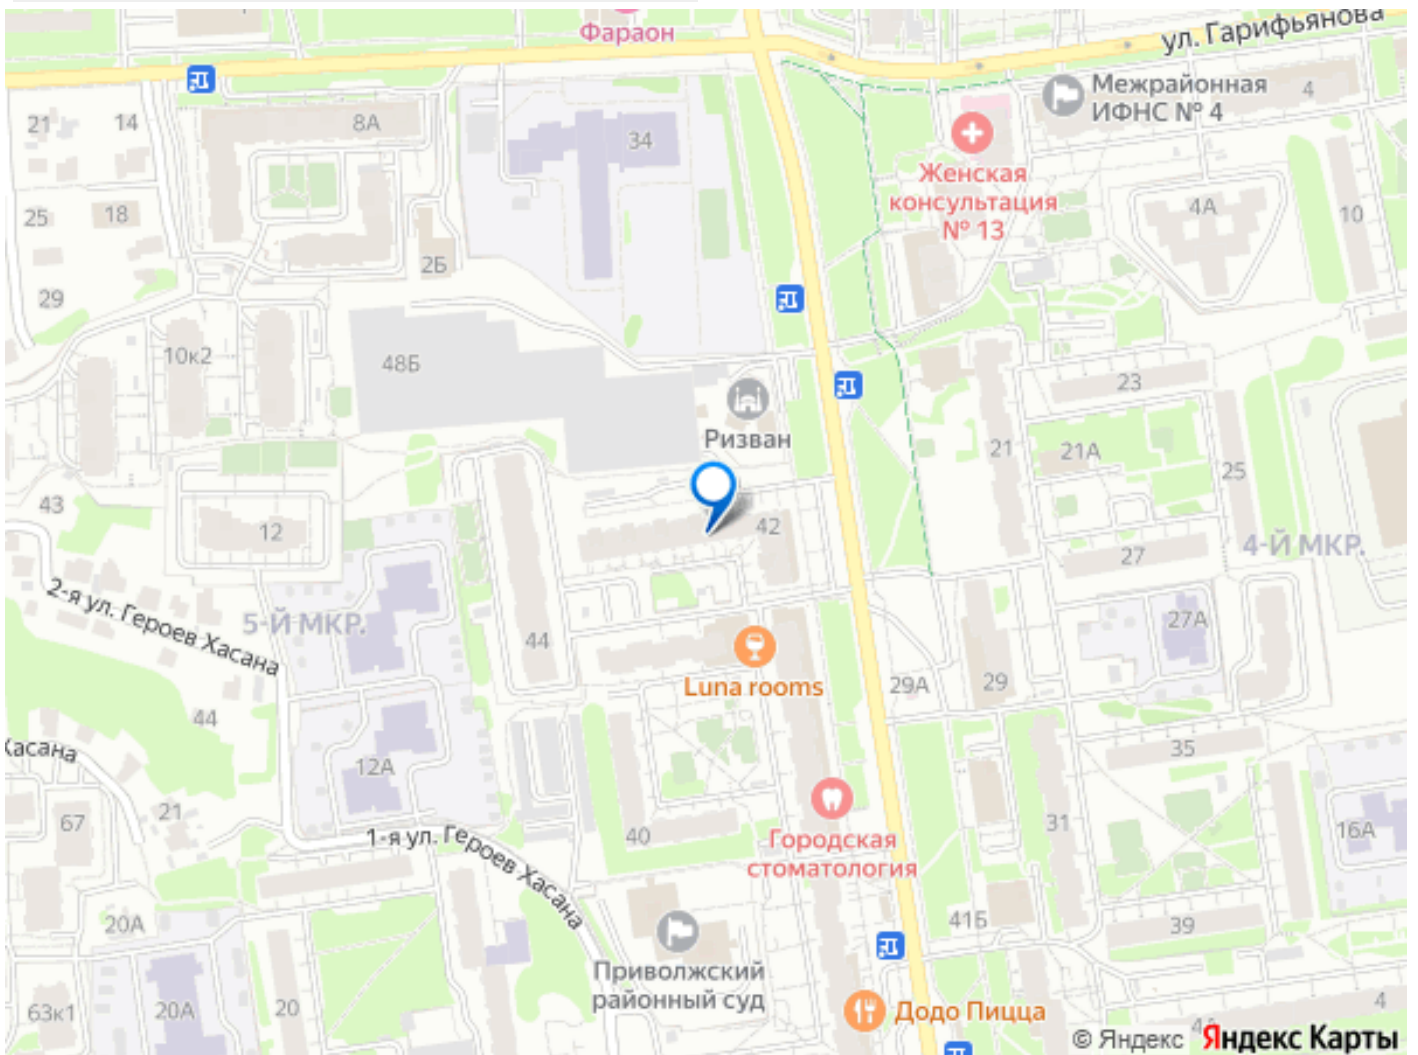 Фараон
ул. Гарифьянова
Межрайонная
ИФНС № 4
4
21
14
8А
34
Женская
консультация
№ 13
4А
10
25
18
2Б
29
10к2
48Б
23
Ризван
21
21А
25
43
12
42
27
4-Й МКР.
2-я ул. Героев Хасана
5-Й МКР.
44
27А
Luna rooms
29А
29
44
Хасана
12А
35
21
67
1-я ул. Героев Хасана
40
Городская
стоматология
31
16А
20А
41Б
39
Приволжский
районный суд
63к1
20А
20
Додо Пицца
4А
4
© Яндекс Яндекс Карты